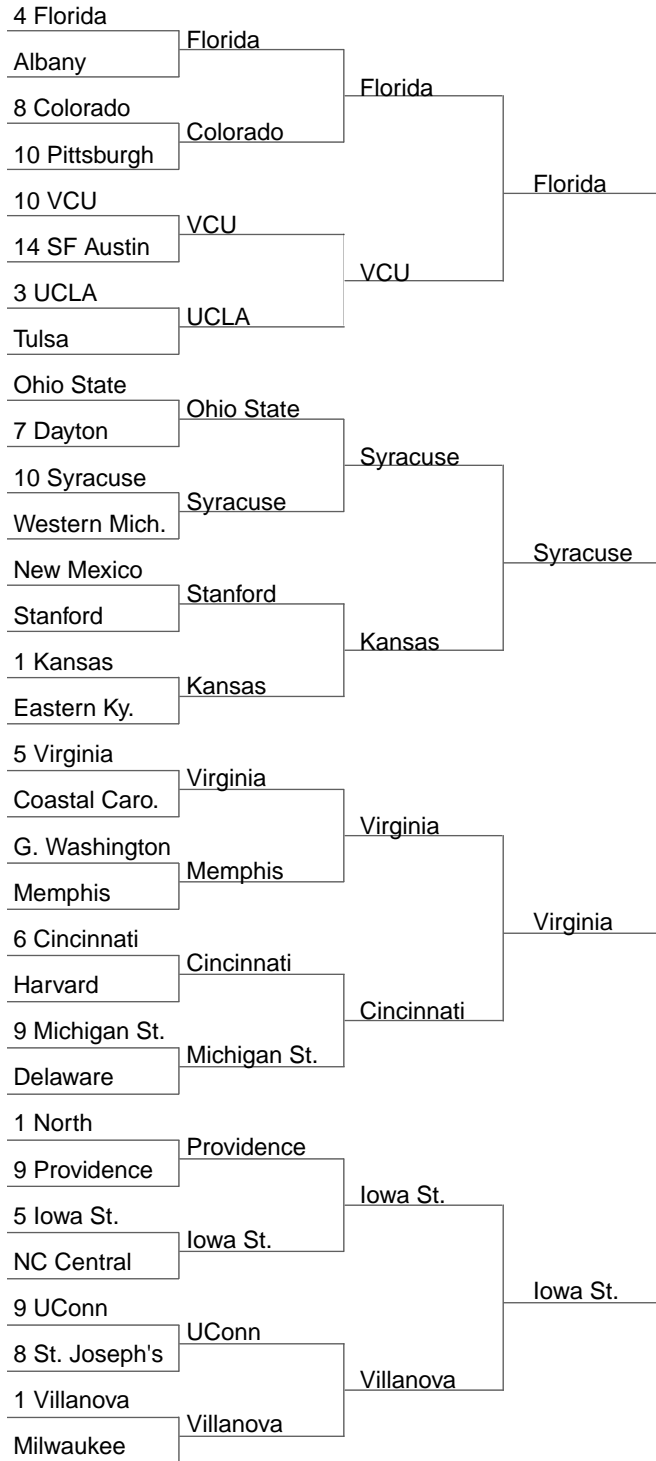 4 Florida
Albany
8 Colorado
10 Pittsburgh
10 VCU
14 SF Austin
3 UCLA
Tulsa
Ohio State
7 Dayton
10 Syracuse
Western Mich.
New Mexico
Stanford
1 Kansas
Eastern Ky.
5 Virginia
Coastal Caro.
G. Washington
Memphis
6 Cincinnati
Harvard
9 Michigan St.
Delaware
1 North
9 Providence
5 Iowa St.
NC Central
9 UConn
8 St. Joseph's
1 Villanova
Milwaukee
Florida
Colorado
VCU
UCLA
Ohio State
Syracuse
Stanford
Kansas
Virginia
Memphis
Cincinnati
Michigan St.
Providence
Iowa St.
UConn
Villanova
Florida
VCU
Syracuse
Kansas
Virginia
Cincinnati
Iowa St.
Villanova
Florida
Syracuse
Virginia
Iowa St.